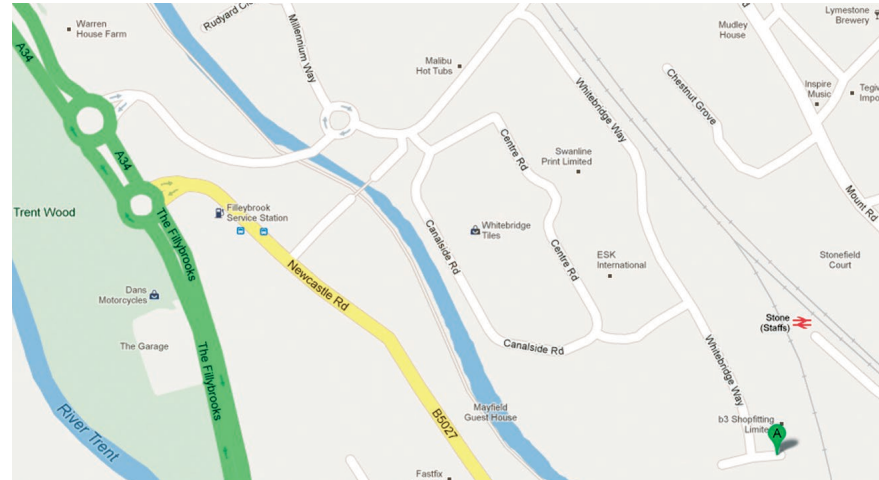 Warren
House Farm
A34
Rudyard Cl
Millennium Way
Malibu
Hot Tubs
Mudley
House
Lymestone
Brewery
Inspire
Music
Chestnut Grove
Whitebridge Way
Centre Rd
Swanline
Print Limited
A34
Mount Rd
Trent Wood
Filleybrook
Service Station
The Fillybrooks
Canalside Rd
Whitebridge
Tiles
Centre Rd
ESK
International
Stonefield
Court
Newcastle Rd
Dans
Motorcycles
The Garage
Stone
(Staffs)
The Fillybrooks
Canalside Rd
Whitebridge Way
Mayfield
Guest House
b3 Shopfitting
Limited
A
River Trent
B5027
Fastfix